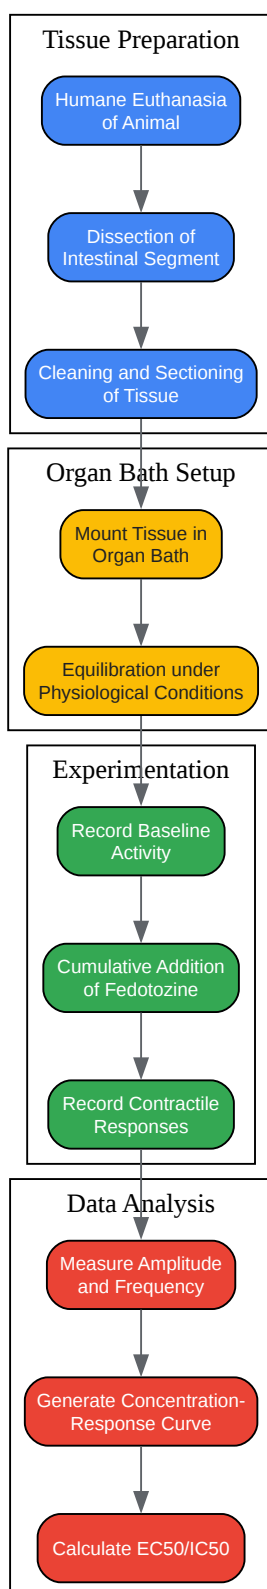 Tissue Preparation
Humane Euthanasia
of Animal
Dissection of
Intestinal Segment
Cleaning and Sectioning
of Tissue
Organ Bath Setup
Mount Tissue in
Organ Bath
Equilibration under
Physiological Conditions
Experimentation
Record Baseline
Activity
Cumulative Addition
of Fedotozine
Record Contractile
Responses
Data Analysis
Measure Amplitude
and Frequency
Generate Concentration-
Response Curve
Calculate EC50/IC50